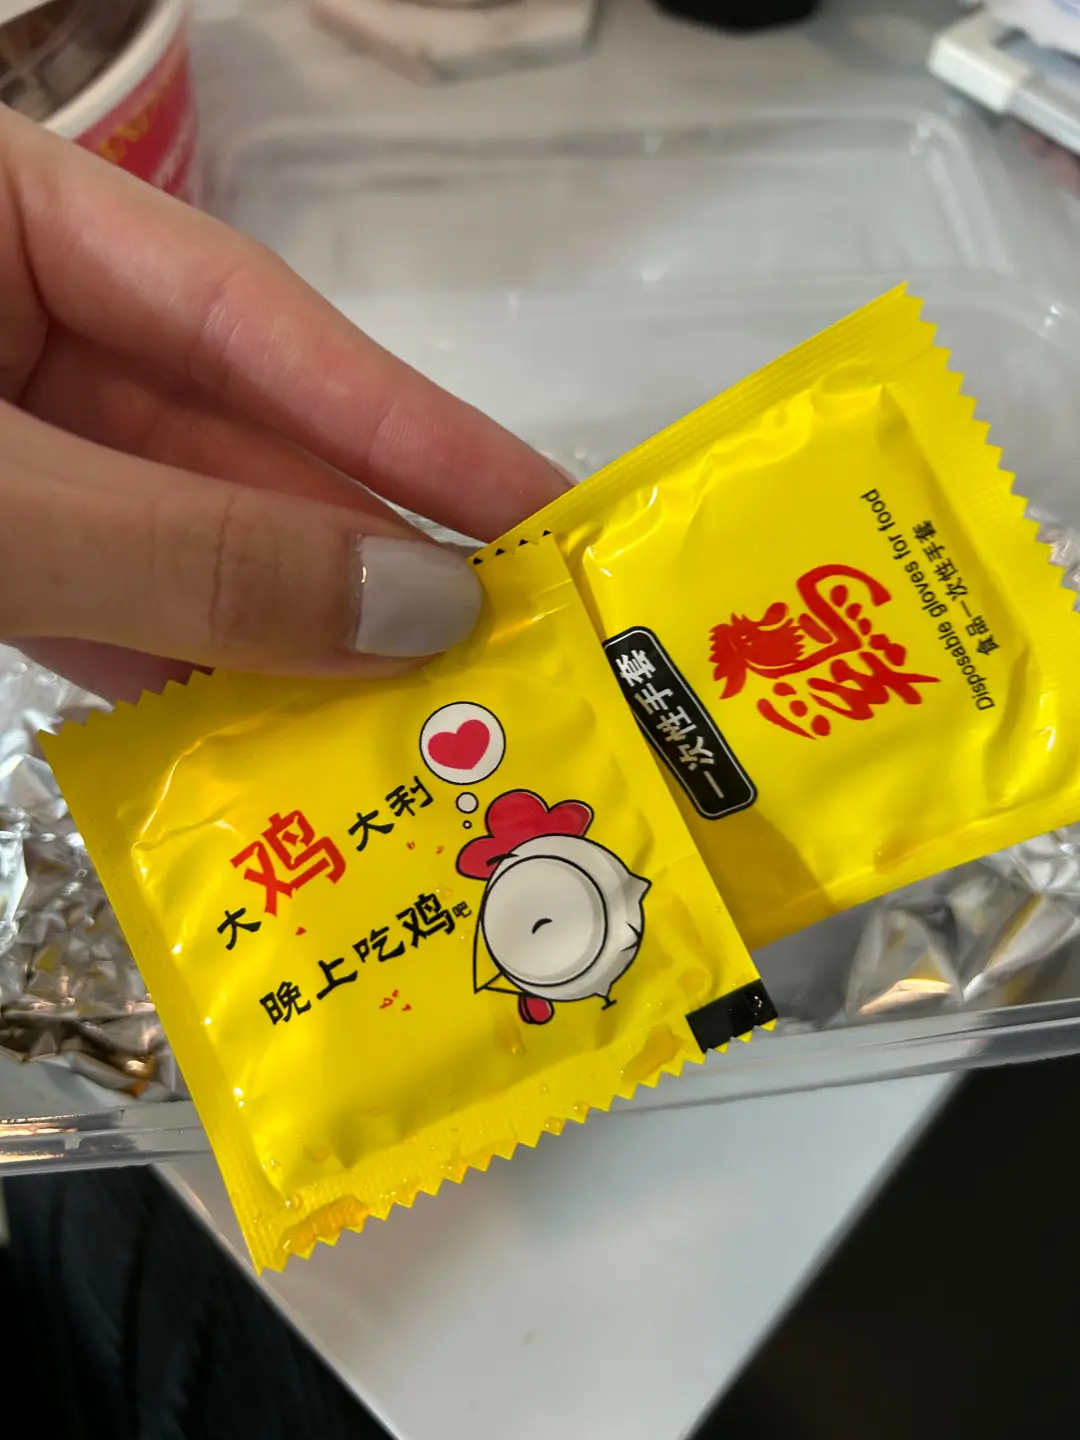 大鸡大利
晚上吃鸡吧
一次性手套
Disposable gloves for food
食品一次性手套